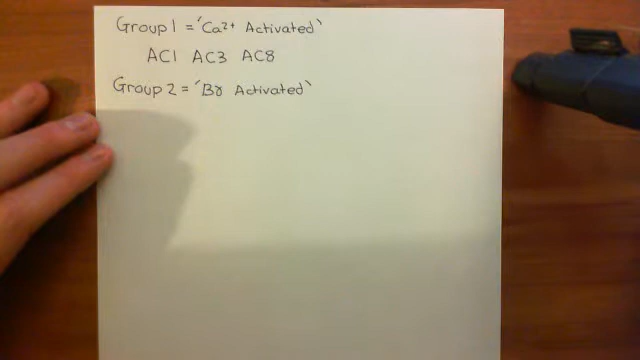 Group 1 = 'Ca²⁺ Activated'
AC1 AC3 AC8
Group 2 = 'Bγ Activated'